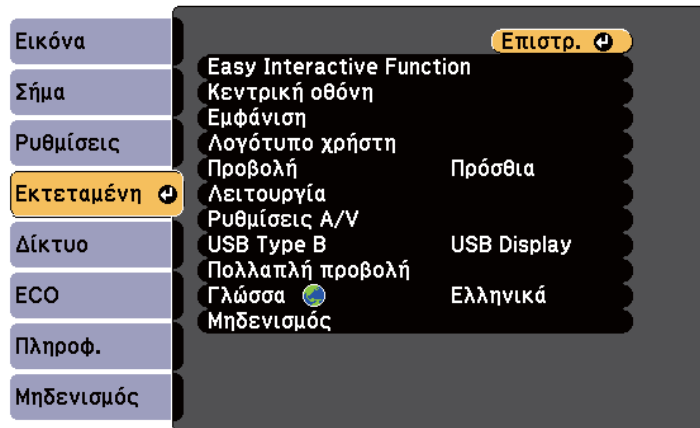 Εικόνα
Σήμα
Ρυθμίσεις
Εκτεταμένη
Δίκτυο
ECO
Πληροφ.
Μηδενισμός
Επιστρ.
Easy Interactive Function
Κεντρική οθόνη
Εμφάνιση
Λογότυπο χρήστη
Προβολή Πρόσθια
Λειτουργία
Ρυθμίσεις A/V
USB Type B USB Display
Πολλαπλή προβολή
Γλώσσα Ελληνικά
Μηδενισμός